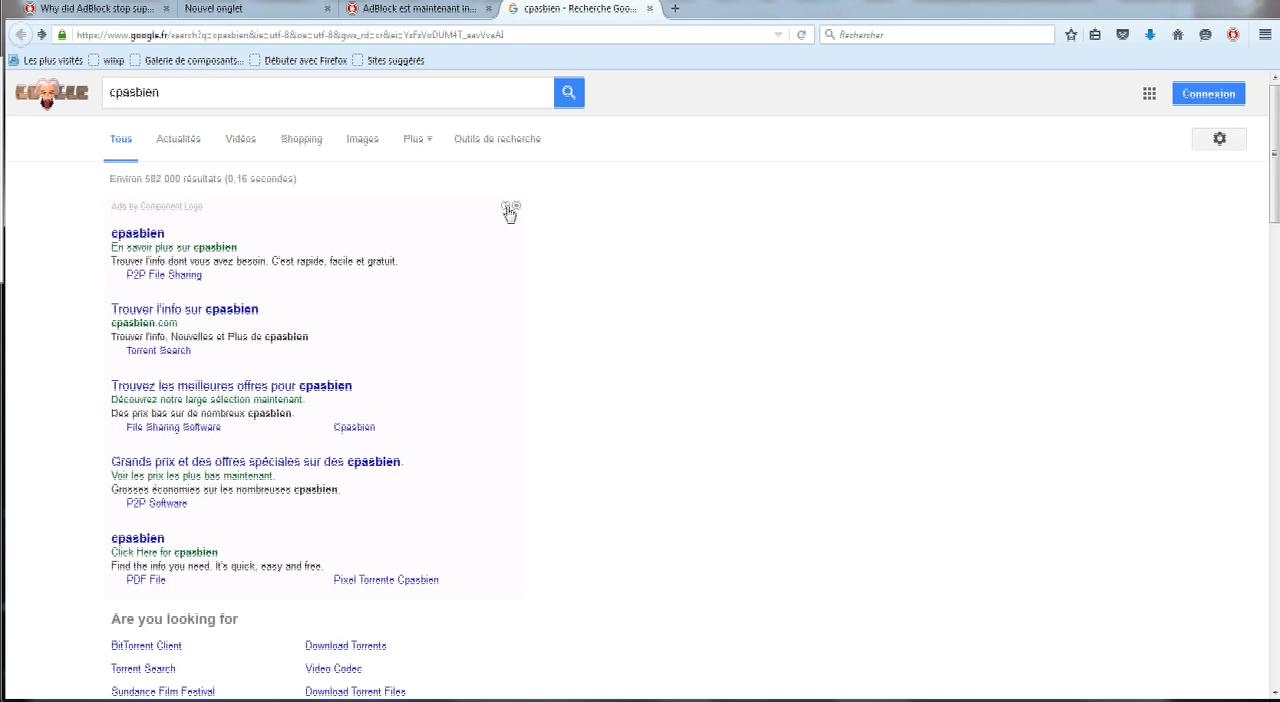 Why did AdBlock stop sup... × Nouvel onglet × AdBlock est maintenant in... × cpasbien - Recherche Goo... × +
Rechercher
Les plus visités wixp Galerie de composants... Débuter avec Firefox Sites suggérés
cpasbien
Connexion
Tous Actualités Vidéos Shopping Images Plus Outils de recherche
Environ 582 000 résultats (0,16 secondes)
Ads by Component Logo
cpasbien
En savoir plus sur cpasbien
Trouver l'info dont vous avez besoin. C'est rapide, facile et gratuit.
P2P File Sharing
Trouver l'info sur cpasbien
cpasbien.com
Trouver l'info, Nouvelles et Plus de cpasbien
Torrent Search
Trouvez les meilleures offres pour cpasbien
Découvrez notre large sélection maintenant.
Des prix bas sur de nombreux cpasbien.
File Sharing Software Cpasbien
Grands prix et des offres spéciales sur des cpasbien.
Voir les prix les plus bas maintenant.
Grosses économies sur les nombreuses cpasbien.
P2P Software
cpasbien
Click Here for cpasbien
Find the info you need. It's quick, easy and free.
PDF File Pixel Torrente Cpasbien
Are you looking for
BitTorrent Client Download Torrents
Torrent Search Video Codec
Sundance Film Festival Download Torrent Files